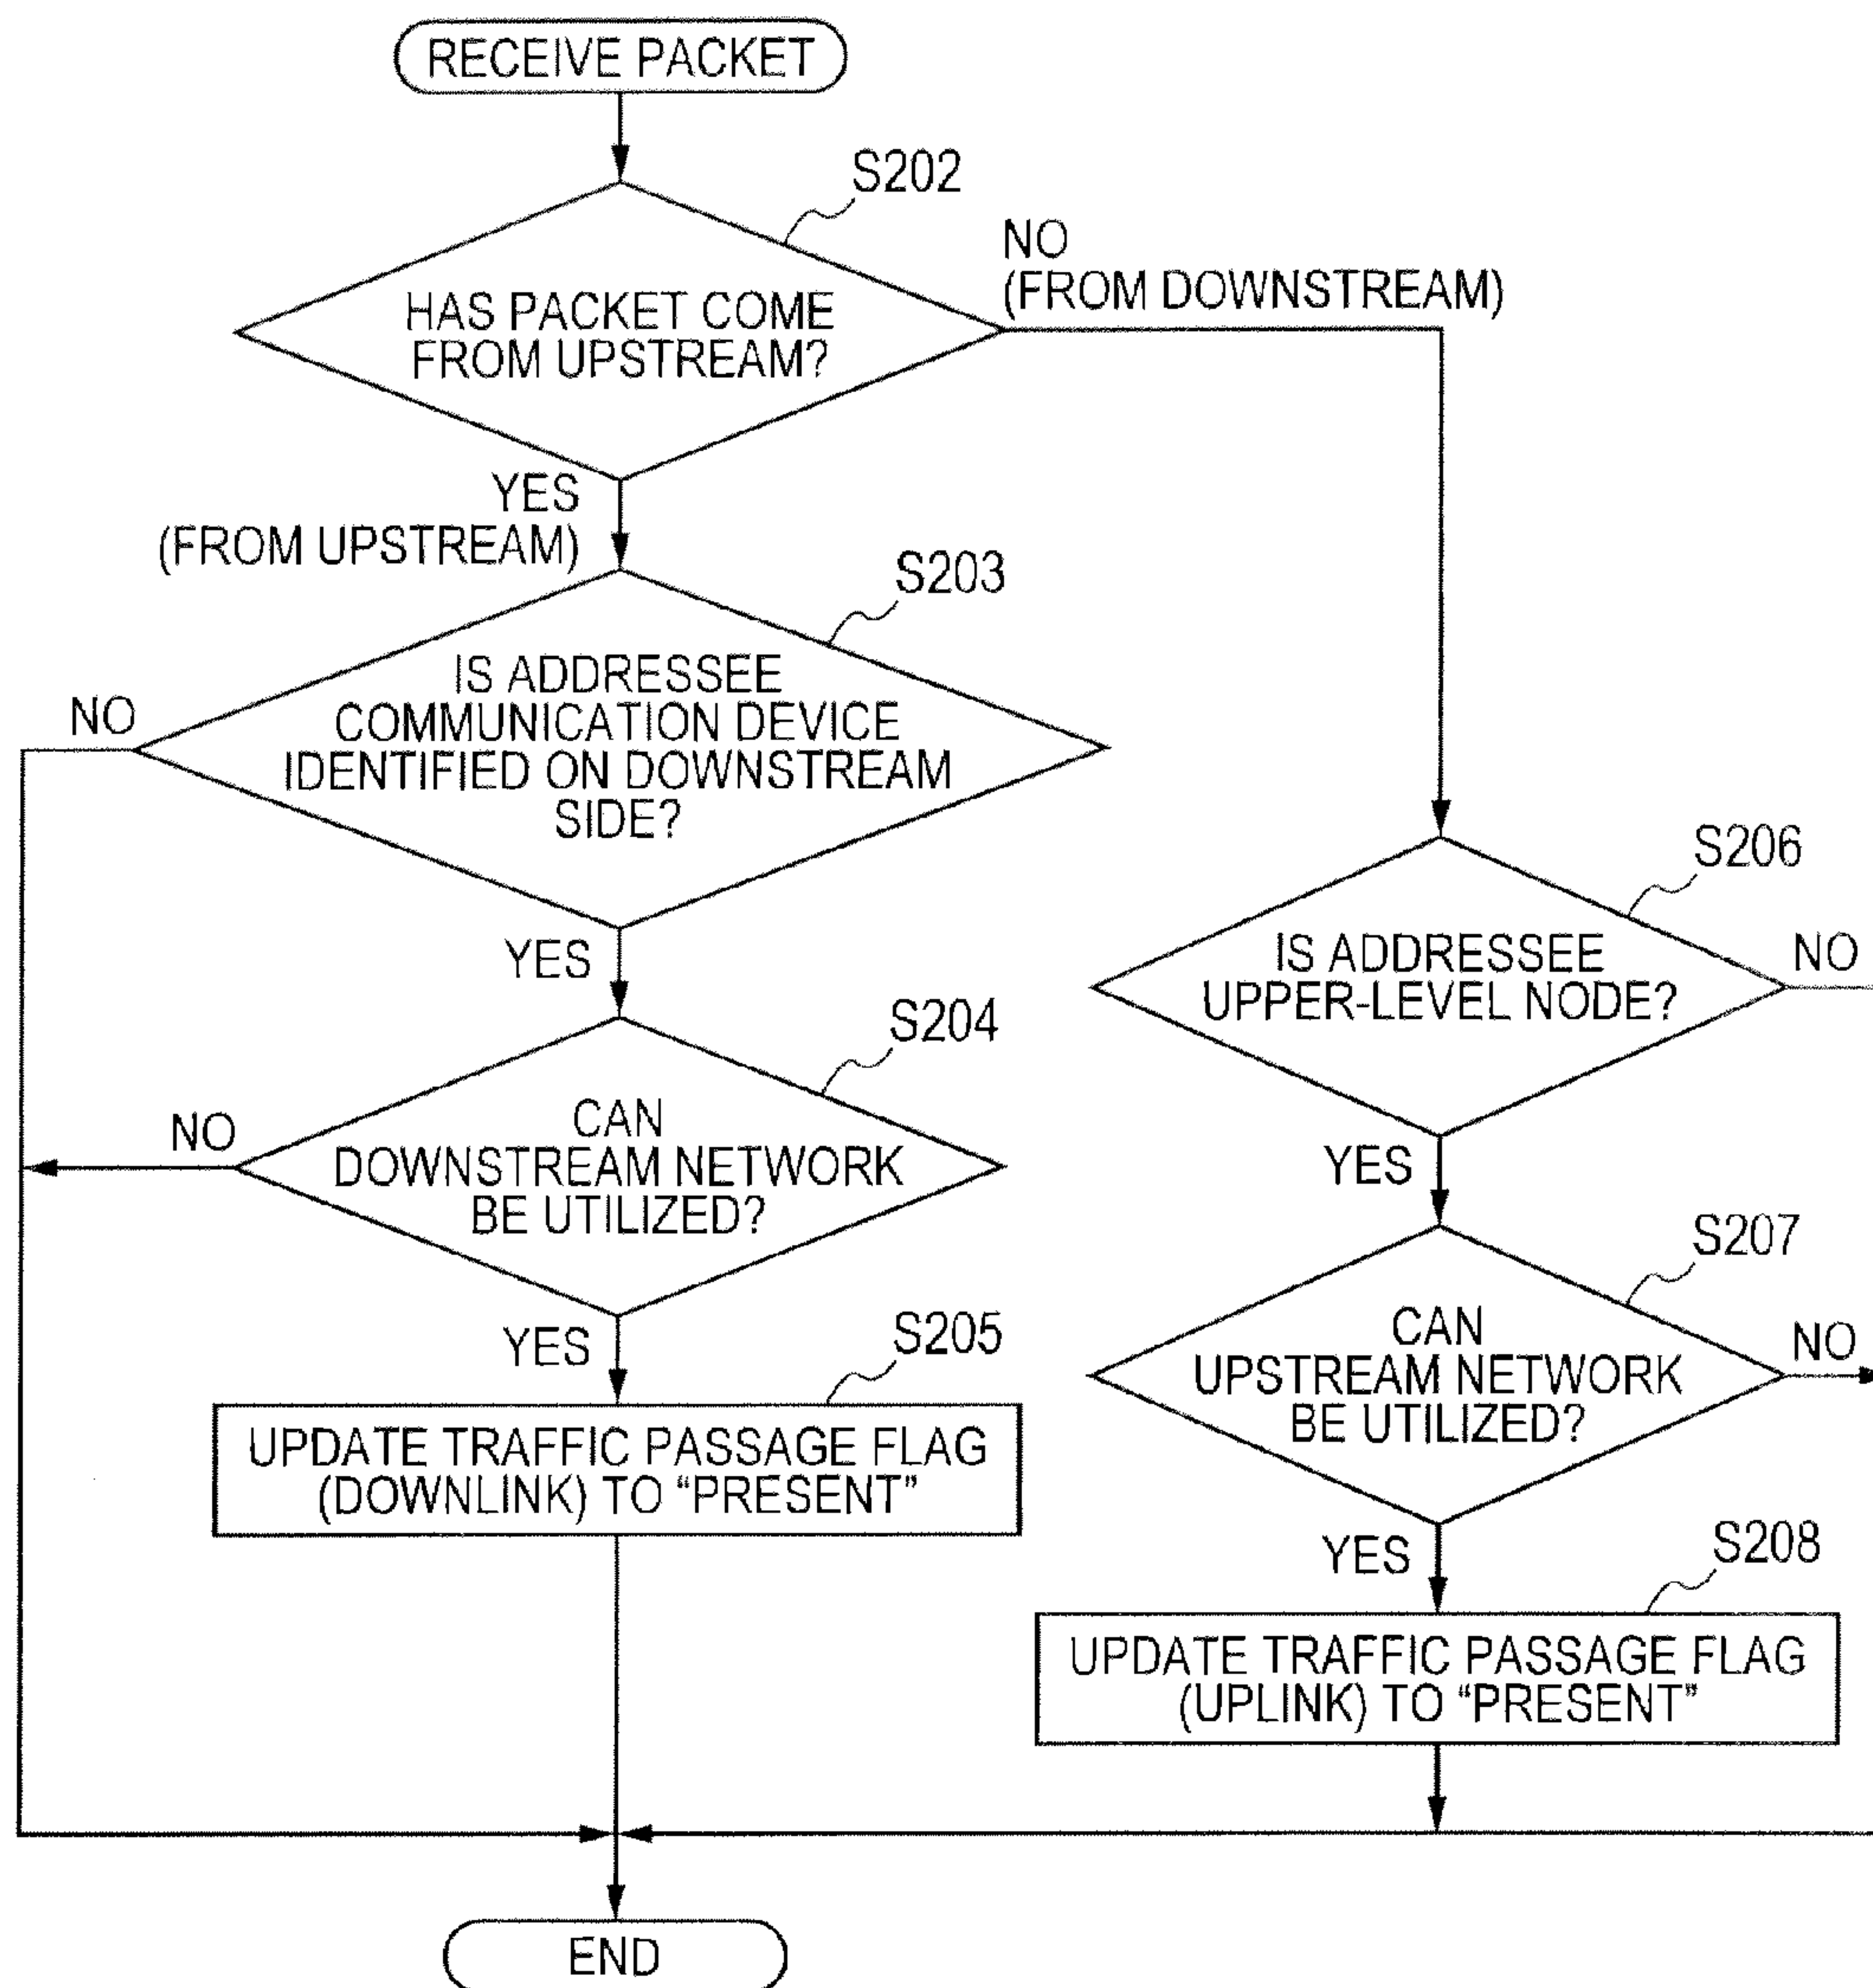 RECEIVE PACKET
S202
HAS PACKET COME
FROM UPSTREAM?
NO
(FROM DOWNSTREAM)
YES
(FROM UPSTREAM)
S203
IS ADDRESSEE
COMMUNICATION DEVICE
IDENTIFIED ON DOWNSTREAM
SIDE?
NO
YES
S204
CAN
DOWNSTREAM NETWORK
BE UTILIZED?
NO
YES
S205
UPDATE TRAFFIC PASSAGE FLAG
(DOWNLINK) TO “PRESENT”
S206
IS ADDRESSEE
UPPER-LEVEL NODE?
NO
YES
S207
CAN
UPSTREAM NETWORK
BE UTILIZED?
NO
YES
S208
UPDATE TRAFFIC PASSAGE FLAG
(UPLINK) TO “PRESENT”
END